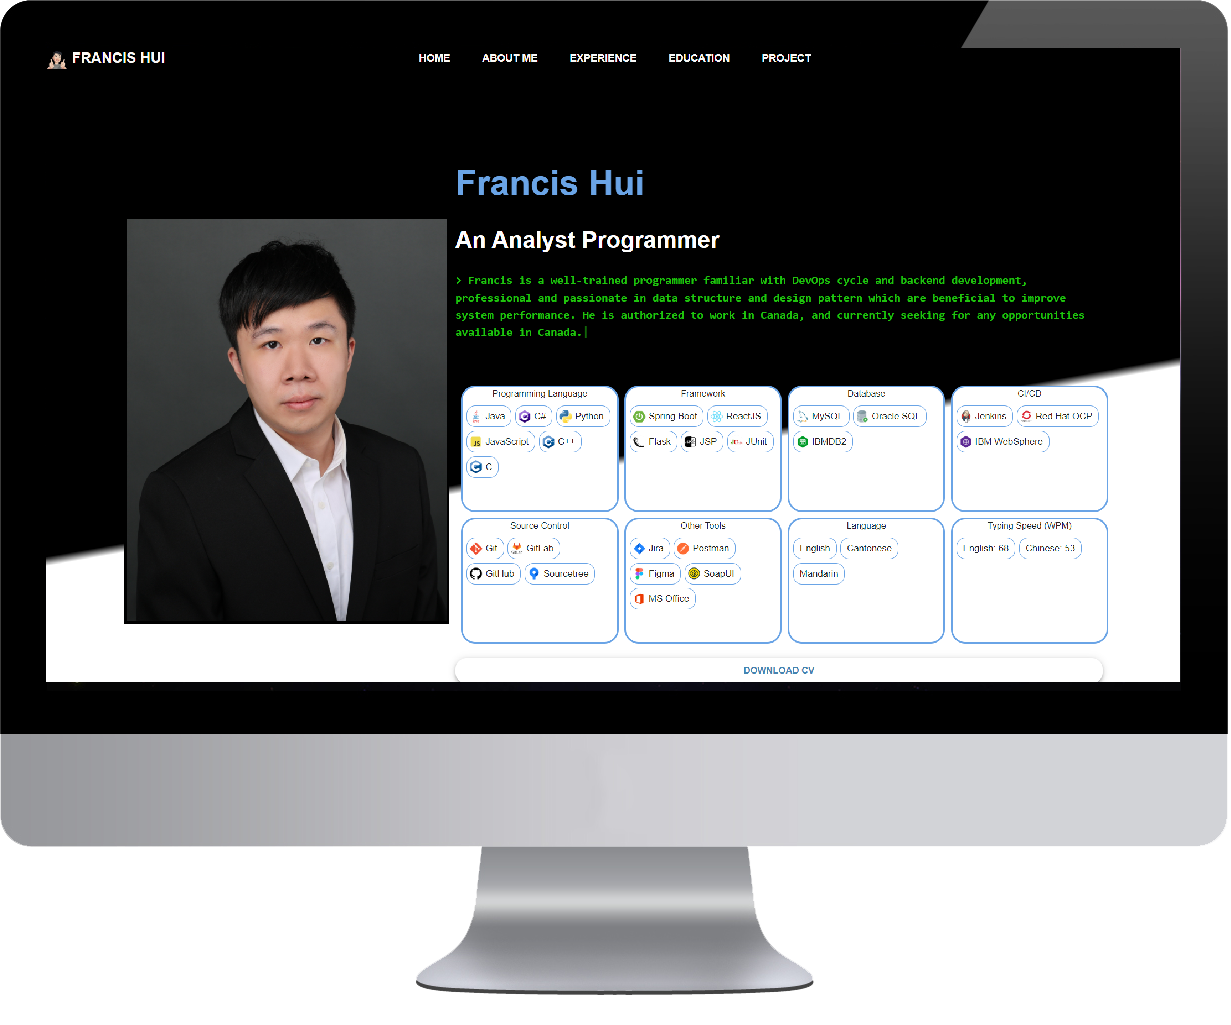 FRANCIS HUI
HOME ABOUT ME EXPERIENCE EDUCATION PROJECT
Francis Hui
An Analyst Programmer
> Francis is a well-trained programmer familiar with DevOps cycle and backend development,
professional and passionate in data structure and design pattern which are beneficial to improve
system performance. He is authorized to work in Canada, and currently seeking for any opportunities
available in Canada.|
Programming Language
Java C# Python
JavaScript C++
C
Framework
Spring Boot ReactJS
Flask JSP JUnit
Database
MySQL Oracle SQL
IBMDB2
CI/CD
Jenkins Red Hat OCP
IBM WebSphere
Source Control
Git GitLab
GitHub Sourcetree
Other Tools
Jira Postman
Figma SoapUI
MS Office
Language
English Cantonese
Mandarin
Typing Speed (WPM)
English: 68 Chinese: 53
DOWNLOAD CV